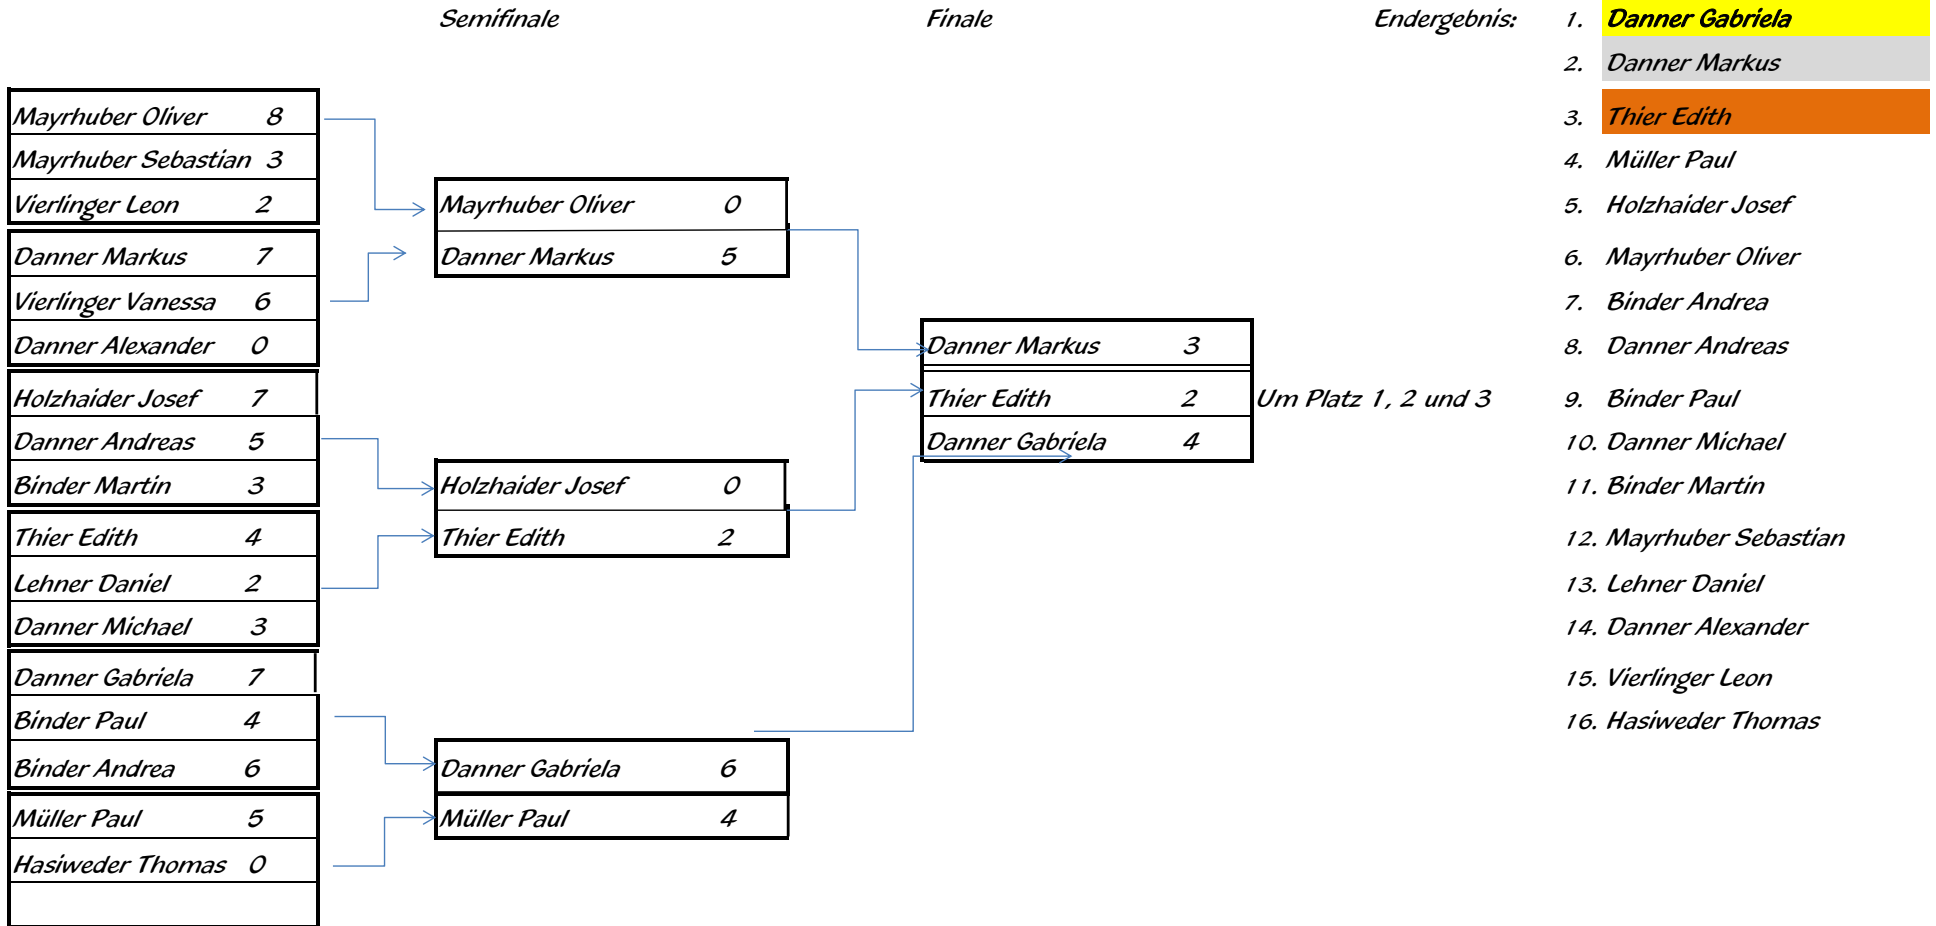 Semifinale
Finale
Endergebnis:
1. Danner Gabriela
2. Danner Markus
3. Thier Edith
4. Müller Paul
5. Holzhaider Josef
6. Mayrhuber Oliver
7. Binder Andrea
8. Danner Andreas
9. Binder Paul
10. Danner Michael
11. Binder Martin
12. Mayrhuber Sebastian
13. Lehner Daniel
14. Danner Alexander
15. Vierlinger Leon
16. Hasiweder Thomas
Mayrhuber Oliver 8
Mayrhuber Sebastian 3
Vierlinger Leon 2
Danner Markus 7
Vierlinger Vanessa 6
Danner Alexander 0
Holzhaider Josef 7
Danner Andreas 5
Binder Martin 3
Thier Edith 4
Lehner Daniel 2
Danner Michael 3
Danner Gabriela 7
Binder Paul 4
Binder Andrea 6
Müller Paul 5
Hasiweder Thomas 0
Mayrhuber Oliver 0
Danner Markus 5
Holzhaider Josef 0
Thier Edith 2
Danner Gabriela 6
Müller Paul 4
Danner Markus 3
Thier Edith 2
Danner Gabriela 4
Um Platz 1, 2 und 3